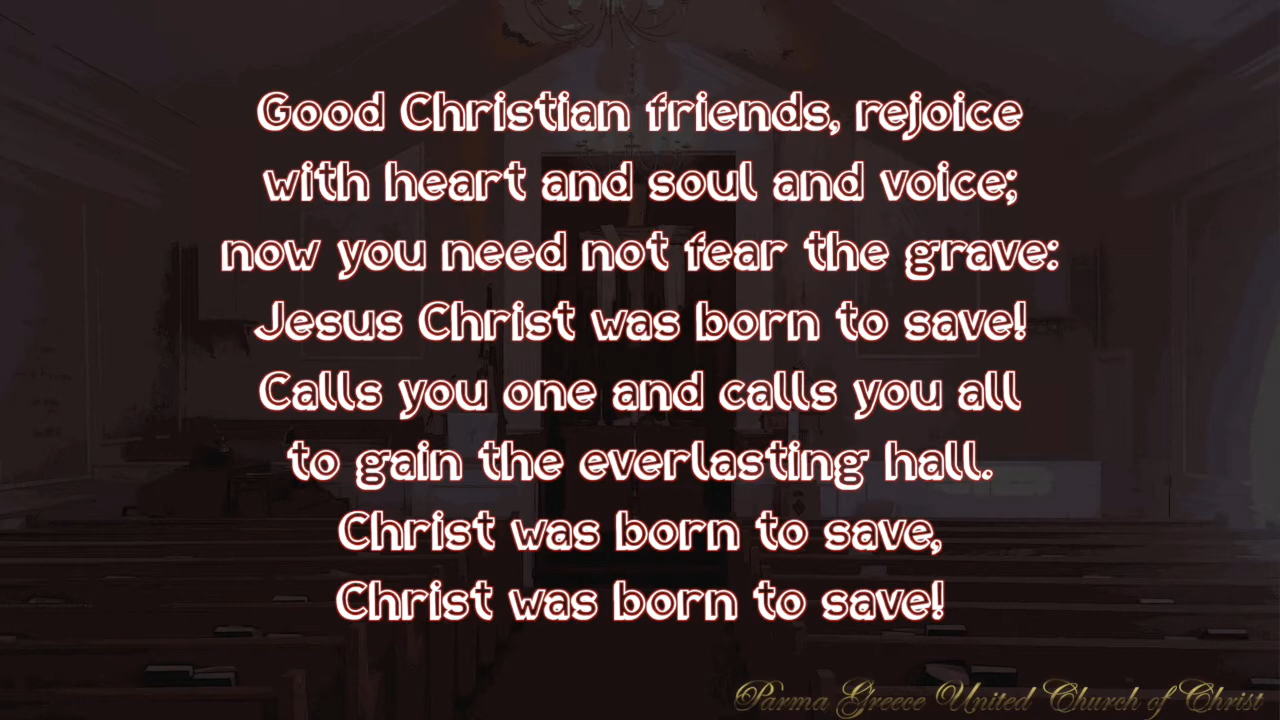 Good Christian friends, rejoice
with heart and soul and voice;
now you need not fear the grave:
Jesus Christ was born to save!
Calls you one and calls you all
to gain the everlasting hall.
Christ was born to save,
Christ was born to save!
Parma Greece United Church of Christ